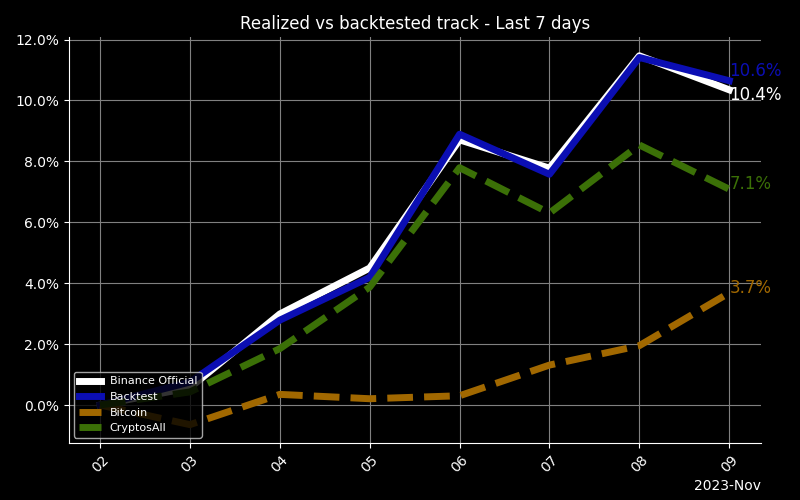 Realized vs backtested track - Last 7 days
12.0%
10.0%
8.0%
6.0%
4.0%
2.0%
0.0%
10.6%
10.4%
7.1%
3.7%
Binance Official
Backtest
Bitcoin
CryptosAll
02 03 04 05 06 07 08 09
2023-Nov